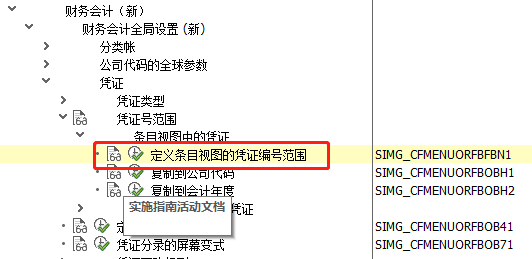 财务会计（新）
财务会计全局设置（新）
分类帐
公司代码的全球参数
凭证
凭证类型
凭证号范围
条目视图中的凭证
定义条目视图的凭证编号范围 SIMG_CFMENUORFBFBN1
复制到公司代码 SIMG_CFMENUORFBOBH1
复制到会计年度 SIMG_CFMENUORFBOBH2
实施指南活动文档 凭证
定 SIMG_CFMENUORFBOB41
凭证分录的屏幕变式 SIMG_CFMENUORFBOB71